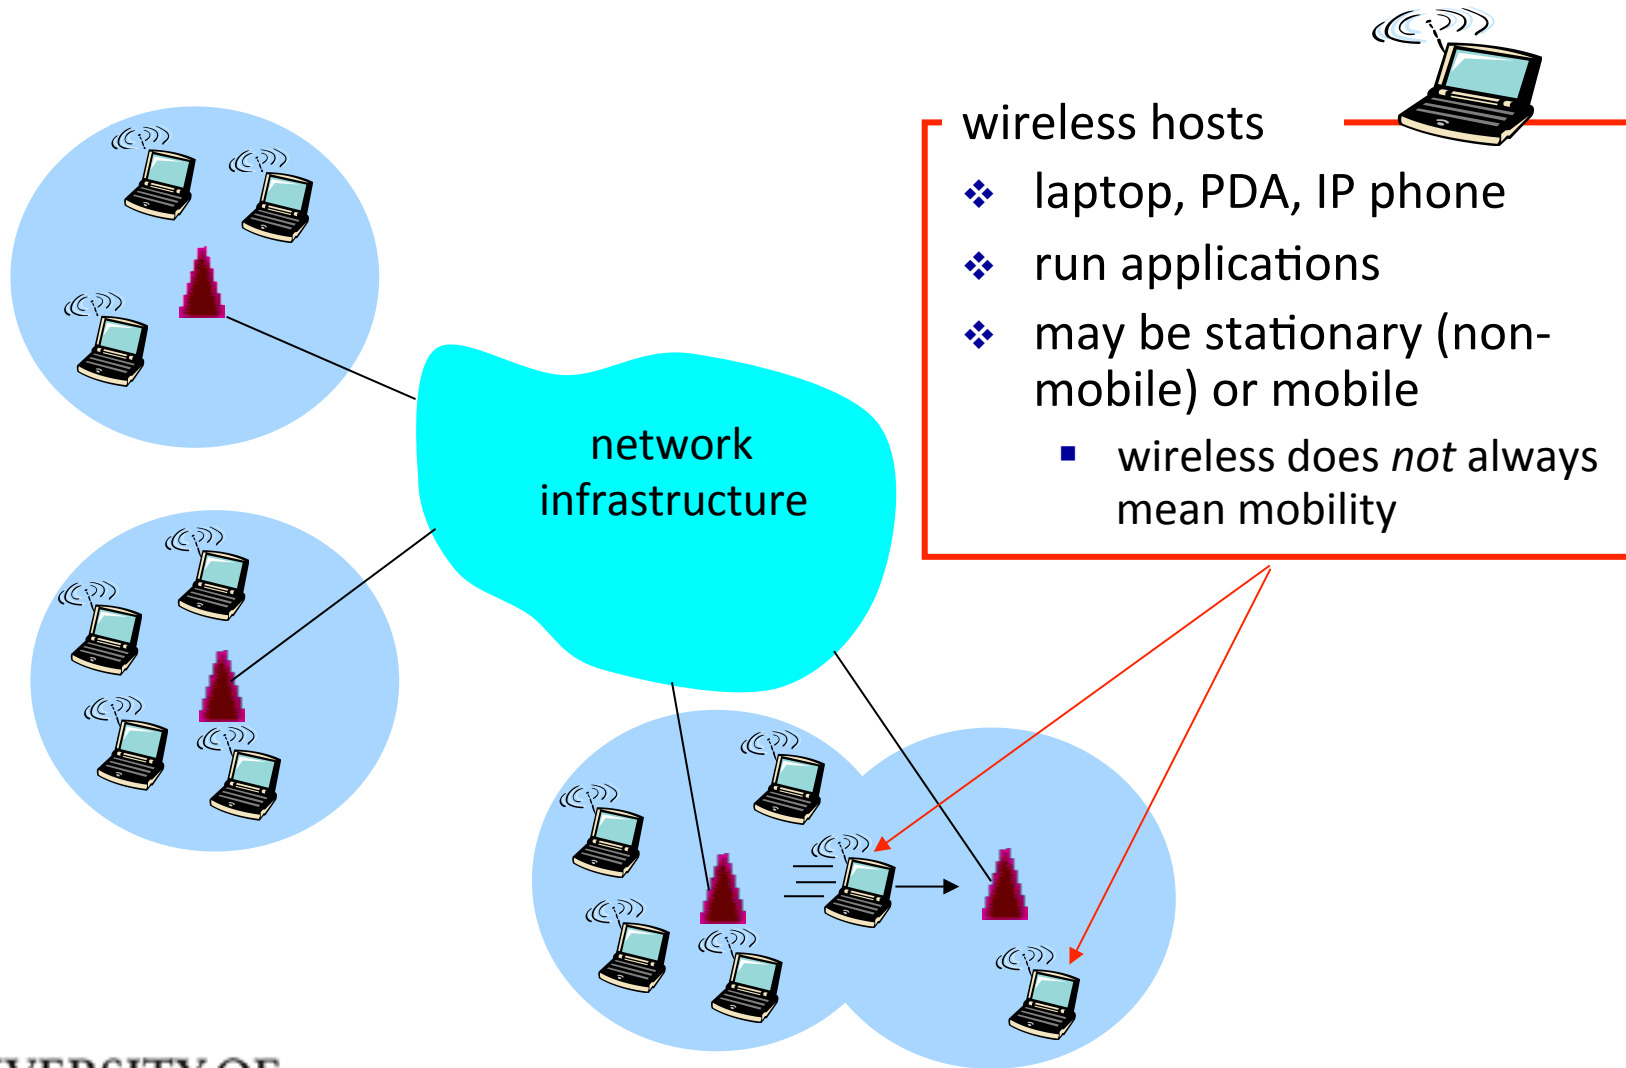 wireless hosts
❖ laptop, PDA, IP phone
❖ run applications
❖ may be stationary (non-
mobile) or mobile
▪ wireless does not always
mean mobility
network
infrastructure